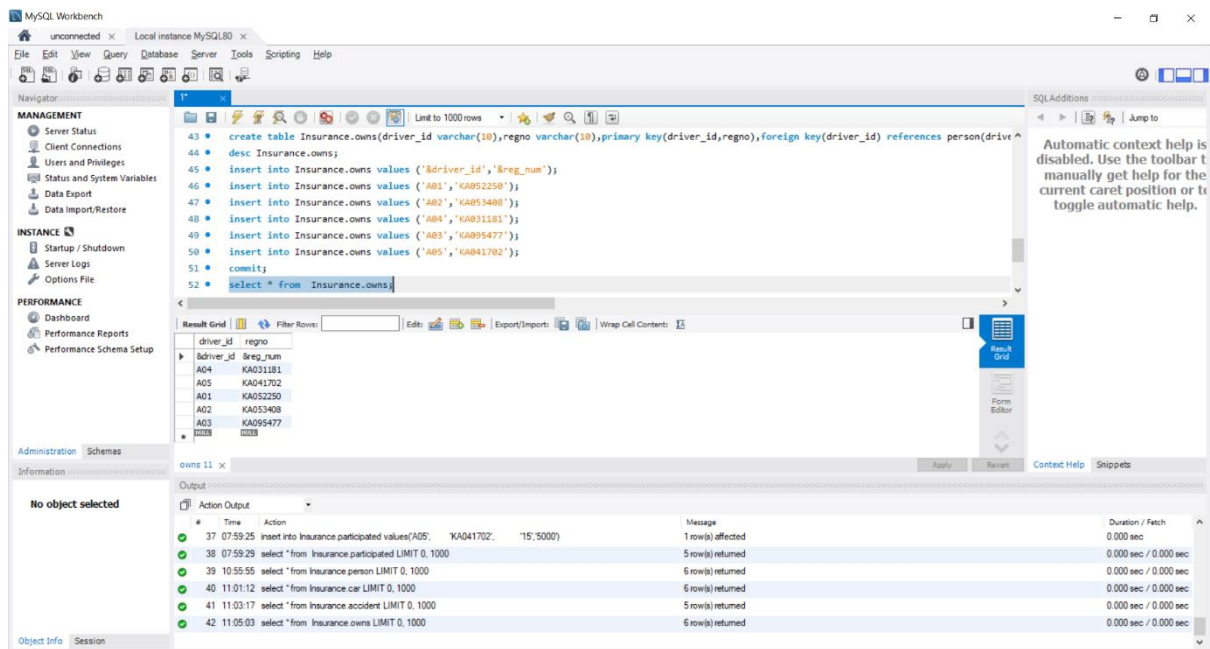 MySQL Workbench
unconnected × Local instance MySQL80 ×
File Edit View Query Database Server Tools Scripting Help
Navigator
MANAGEMENT
Server Status
Client Connections
Users and Privileges
Status and System Variables
Data Export
Data Import/Restore
INSTANCE
Startup / Shutdown
Server Logs
Options File
PERFORMANCE
Dashboard
Performance Reports
Performance Schema Setup
Administration Schemas
Information
No object selected
Object Info Session
1* ×
Limit to 1000 rows
43 create table Insurance.owns(driver_id varchar(10),regno varchar(10),primary key(driver_id,regno),foreign key(driver_id) references person(drive
44 desc Insurance.owns;
45 insert into Insurance.owns values ('&driver_id','&reg_num');
46 insert into Insurance.owns values ('A01','KA052250');
47 insert into Insurance.owns values ('A02','KA053408');
48 insert into Insurance.owns values ('A04','KA031181');
49 insert into Insurance.owns values ('A03','KA095477');
50 insert into Insurance.owns values ('A05','KA041702');
51 commit;
52 select * from  Insurance.owns;
Result Grid Filter Rows: Edit: Export/Import: Wrap Cell Content:
driver_id regno
&driver_id &reg_num
A04 KA031181
A05 KA041702
A01 KA052250
A02 KA053408
A03 KA095477
NULL NULL
Result Grid
Form Editor
owns 11 × Apply Revert
Output
Action Output
# Time Action Message Duration / Fetch
37 07:59:25 insert into Insurance.participated values('A05', 'KA041702', '15','5000') 1 row(s) affected 0.000 sec
38 07:59:29 select * from Insurance.participated LIMIT 0, 1000 5 row(s) returned 0.000 sec / 0.000 sec
39 10:55:55 select * from Insurance.person LIMIT 0, 1000 6 row(s) returned 0.000 sec / 0.000 sec
40 11:01:12 select * from Insurance.car LIMIT 0, 1000 6 row(s) returned 0.000 sec / 0.000 sec
41 11:03:17 select * from Insurance.accident LIMIT 0, 1000 5 row(s) returned 0.000 sec / 0.000 sec
42 11:05:03 select * from Insurance.owns LIMIT 0, 1000 6 row(s) returned 0.000 sec / 0.000 sec
SQLAdditions
Jump to
Automatic context help is
disabled. Use the toolbar t
manually get help for the
current caret position or to
toggle automatic help.
Context Help Snippets